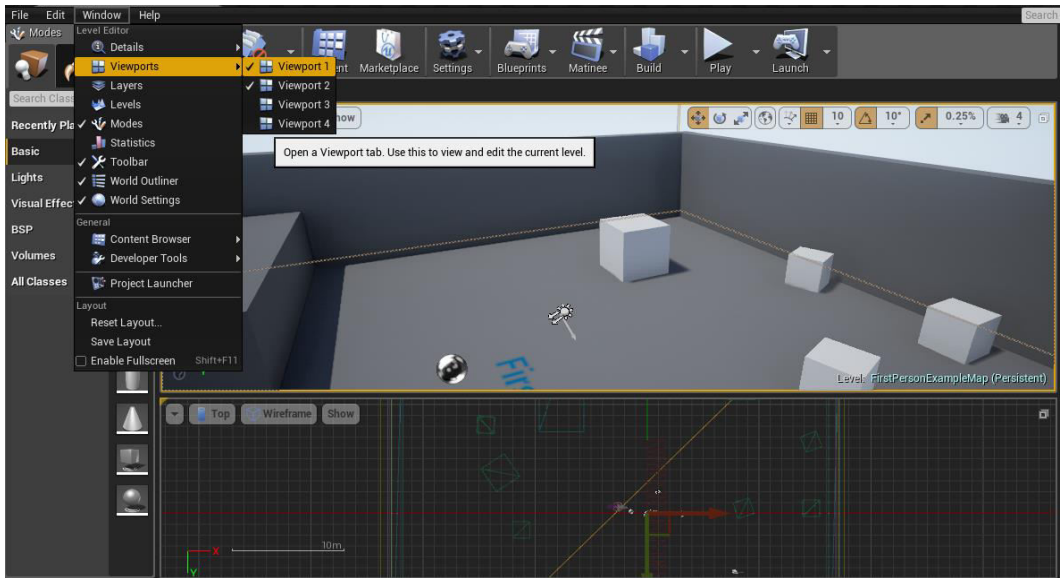 File Edit Window Help
Search
Modes
Level Editor
Details
Viewports
Viewport 1
Layers
Viewport 2
Levels
Viewport 3
Modes
Viewport 4
Statistics
Toolbar
World Outliner
World Settings
General
Content Browser
Developer Tools
Project Launcher
Layout
Reset Layout...
Save Layout
Enable Fullscreen Shift+F11
Marketplace Settings Blueprints Matinee Build Play Launch
Search Class
Recently Pla
Basic
Lights
Visual Effec
BSP
Volumes
All Classes
10 10° 0.25% 4
Open a Viewport tab. Use this to view and edit the current level.
Level: FirstPersonExampleMap (Persistent)
Top Wireframe Show
X 10m
Y